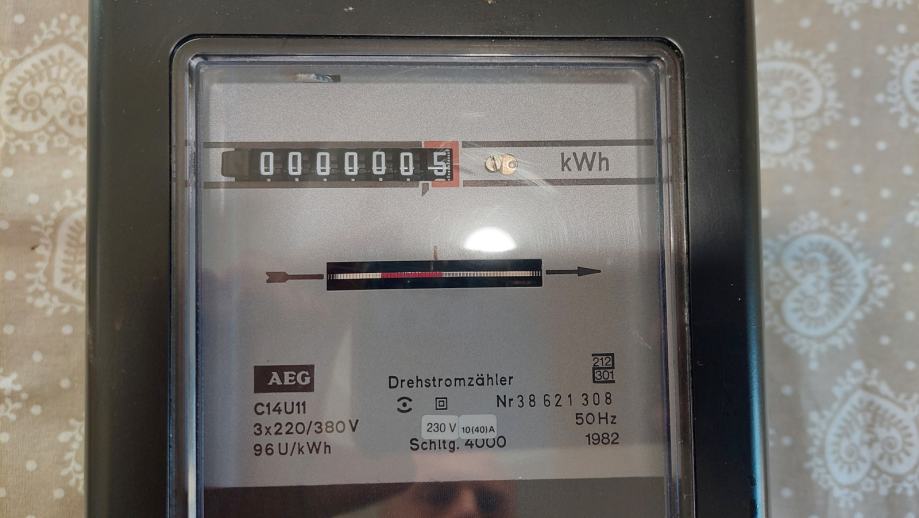 0000005 kWh
AEG
Drehstromzähler
212
301
C14U11
Nr 38 621 308
3x220/380V
230 V 10(40)A
50Hz
96U/kWh
Schltg. 4000
1982